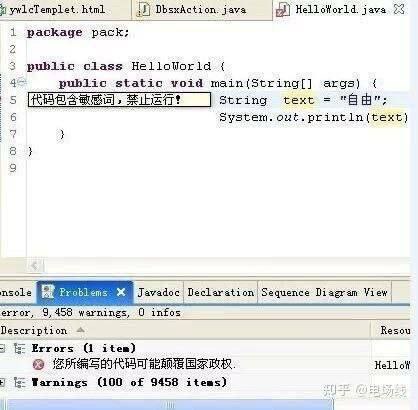 ywlcTemplet.html
DbsxAction.java
HelloWorld.java
1 package pack;
2
3 public class HelloWorld {
4 public static void main(String[] args) {
5 代码包含敏感词，禁止运行！ String text = "自由";
6 System.out.println(text)
7 }
8 }
9
onsole Problems Javadoc Declaration Sequence Diagram View
error, 9,458 warnings, 0 infos
Description Resou
Errors (1 item)
您所编写的代码可能颠覆国家政权. HelloW
Warnings (100 of 9458 items)
知乎 @电场线